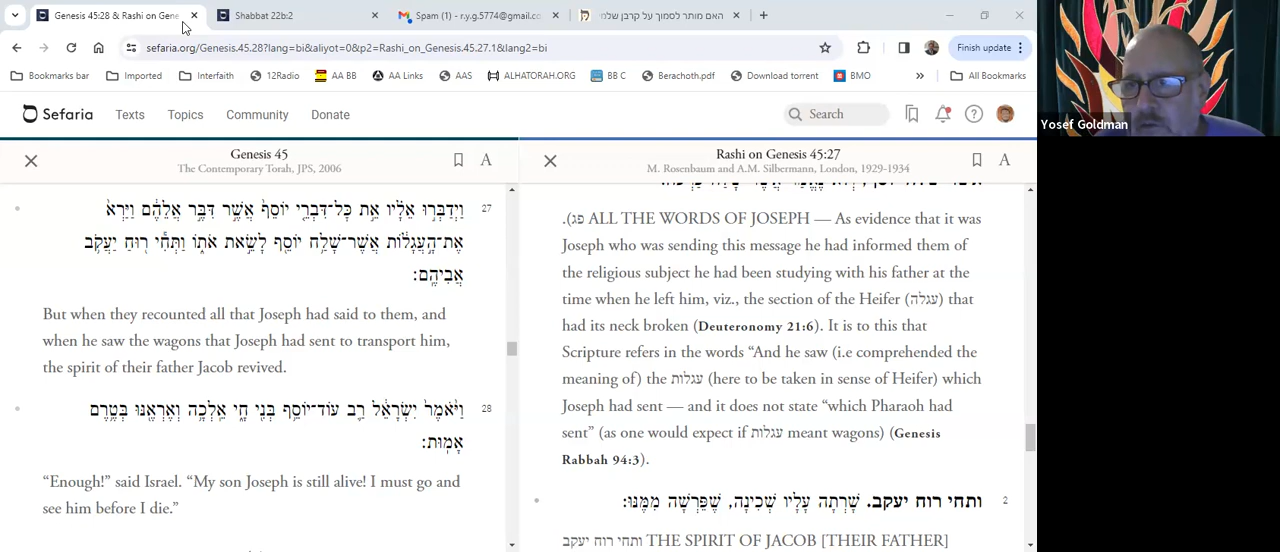 Genesis 45:28 & Rashi on Gene
Shabbat 22b:2
Spam (1) - r.y.g.5774@gmail.co
האם מותר לסמוך על קרבן שלמי
sefaria.org/Genesis.45.28?lang=bi&aliyot=0&p2=Rashi_on_Genesis.45.27.1&lang2=bi
Finish update
Bookmarks bar
Imported
Interfaith
12Radio
AA BB
AA Links
AAS
ALHATORAH.ORG
BB C
Berachoth.pdf
Download torrent
BMO
»
All Bookmarks
Sefaria
Texts
Topics
Community
Donate
Search
A
Yosef Goldman
Genesis 45
The Contemporary Torah, JPS, 2006
A
27
וַיְדַבְּר֣וּ אֵלָ֗יו אֵ֣ת כׇּל־דִּבְרֵ֤י יוֹסֵף֙ אֲשֶׁ֣ר דִּבֶּ֣ר אֲלֵהֶ֔ם וַיַּרְא֙
אֶת־הָ֣עֲגָל֔וֹת אֲשֶׁר־שָׁלַ֥ח יוֹסֵ֖ף לָשֵׂ֣את אֹת֑וֹ וַתְּחִ֕י ר֖וּחַ יַעֲקֹ֥ב
אֲבִיהֶֽם׃
But when they recounted all that Joseph had said to them, and
when he saw the wagons that Joseph had sent to transport him,
the spirit of their father Jacob revived.
28
וַיֹּ֙אמֶר֙ יִשְׂרָאֵ֔ל רַ֛ב עוֹד־יוֹסֵ֥ף בְּנִ֖י חָ֑י אֵֽלְכָ֥ה וְאֶרְאֶ֖נּוּ בְּטֶ֥רֶם
אָמֽוּת׃
“Enough!” said Israel. “My son Joseph is still alive! I must go and
see him before I die.”
Rashi on Genesis 45:27
M. Rosenbaum and A.M. Silbermann, London, 1929-1934
A
.(פג ALL THE WORDS OF JOSEPH — As evidence that it was
Joseph who was sending this message he had informed them of
the religious subject he had been studying with his father at the
time when he left him, viz., the section of the Heifer (עגלה) that
had its neck broken (Deuteronomy 21:6). It is to this that
Scripture refers in the words “And he saw (i.e comprehended the
meaning of) the עגלות (here to be taken in sense of Heifer) which
Joseph had sent — and it does not state “which Pharaoh had
sent” (as one would expect if עגלות meant wagons) (Genesis
Rabbah 94:3).
2
ותחי רוח יעקב. שָׁרְתָה עָלָיו שְׁכִינָה, שֶׁפֵּרְשָׁה מִמֶּנּוּ:
ותחי רוח יעקב THE SPIRIT OF JACOB [THEIR FATHER]